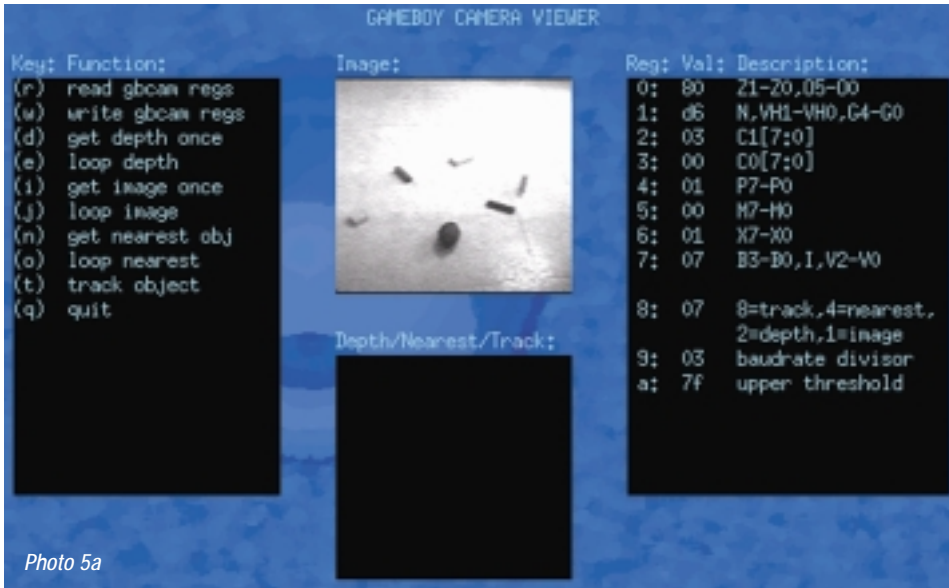 GAMEBOY CAMERA VIEWER
Key: Function:
(r) read gbcam regs
(w) write gbcam regs
(d) get depth once
(e) loop depth
(i) get image once
(j) loop image
(n) get nearest obj
(o) loop nearest
(t) track object
(q) quit
Image:
Depth/Nearest/Track:
Reg: Val: Description:
0: 80 Z1-Z0,O5-O0
1: d6 N,VH1-VH0,G4-G0
2: 03 C1[7:0]
3: 00 C0[7:0]
4: 01 P7-P0
5: 00 M7-M0
6: 01 X7-X0
7: 07 B3-B0,I,V2-V0
8: 07 8=track,4=nearest,
2=depth,1=image
9: 03 baudrate divisor
a: 7f upper threshold
Photo 5a